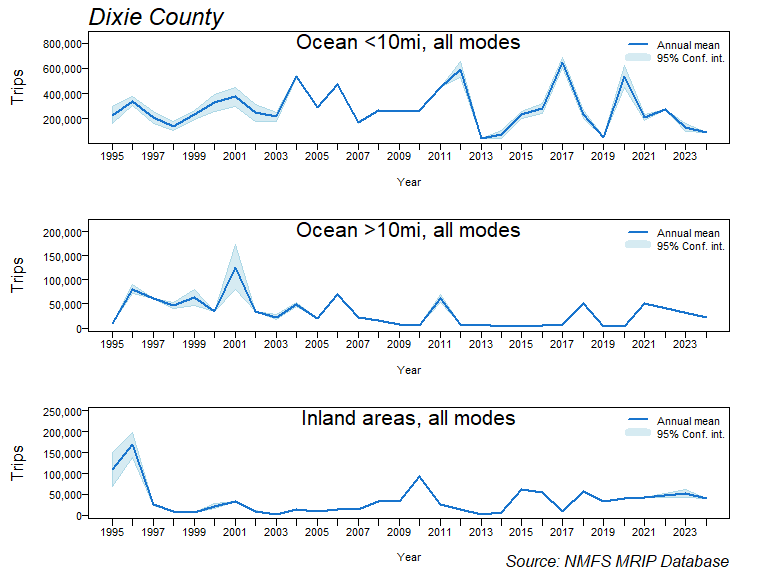 Dixie County
Ocean <10mi, all modes
Annual mean
95% Conf. int.
Trips
800,000
600,000
400,000
200,000
1995 1997 1999 2001 2003 2005 2007 2009 2011 2013 2015 2017 2019 2021 2023
Year
Ocean >10mi, all modes
Annual mean
95% Conf. int.
Trips
200,000
150,000
100,000
50,000
0
1995 1997 1999 2001 2003 2005 2007 2009 2011 2013 2015 2017 2019 2021 2023
Year
Inland areas, all modes
Annual mean
95% Conf. int.
Trips
250,000
200,000
150,000
100,000
50,000
0
1995 1997 1999 2001 2003 2005 2007 2009 2011 2013 2015 2017 2019 2021 2023
Year
Source: NMFS MRIP Database